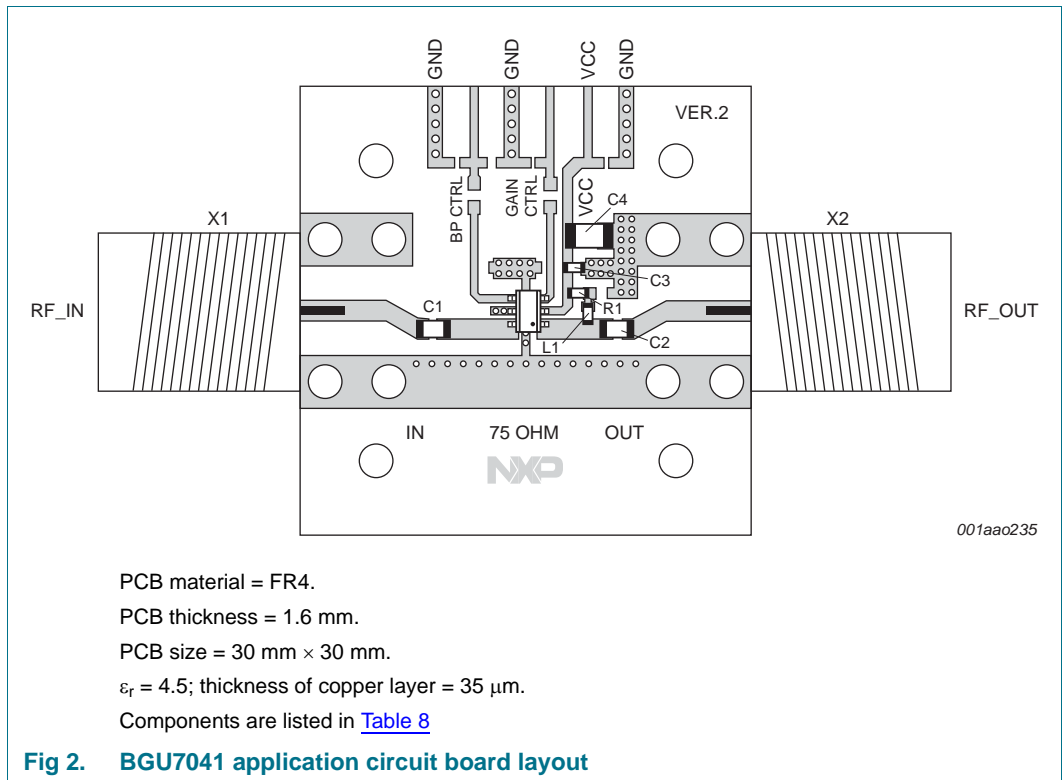 GND
GND
VCC
GND
VER.2
BP CTRL
GAIN
CTRL
VCC
C4
X1
X2
C3
RF_IN
C1
R1
RF_OUT
L1
C2
IN
75 OHM
OUT
NXP
001aao235
PCB material = FR4.
PCB thickness = 1.6 mm.
PCB size = 30 mm × 30 mm.
εr = 4.5; thickness of copper layer = 35 μm.
Components are listed in Table 8
Fig 2. BGU7041 application circuit board layout